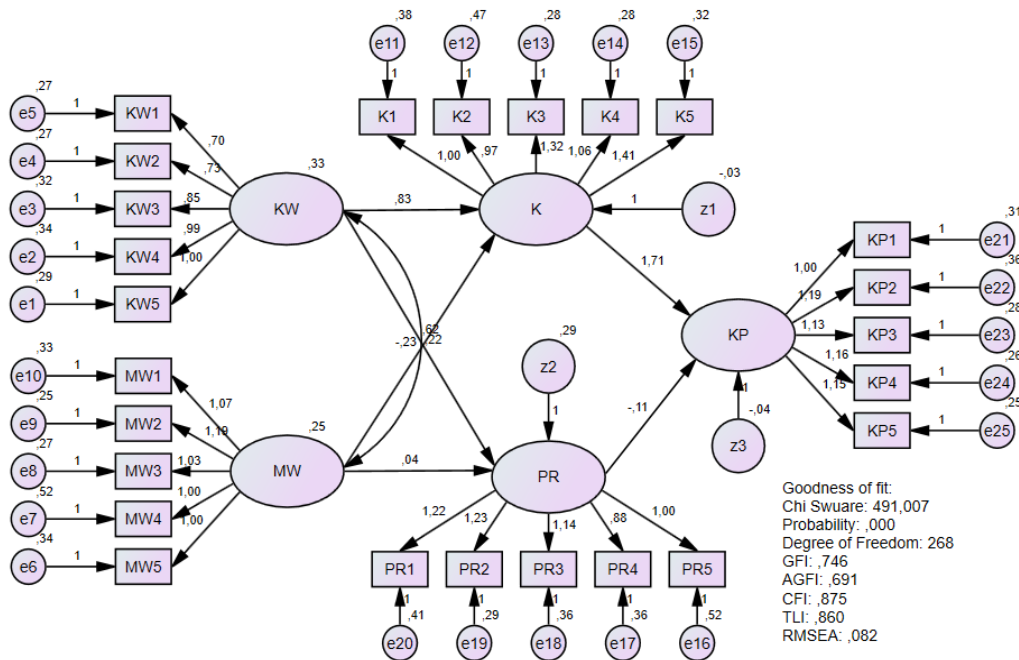 ,38 ,47 ,28 ,28 ,32
e11 e12 e13 e14 e15
1 1 1 1 1
K1 K2 K3 K4 K5
1,00 ,97 1,32 1,06 1,41
,27
e5 1 KW1 ,70
,27
e4 1 KW2 ,73
,32
e3 1 KW3 ,85
,34
e2 1 KW4 ,99
,29
e1 1 KW5 1,00
,33
KW
,83
K
1
-,03
z1
1,71
-,23
,62
,22
,33
e10 1 MW1 1,07
,25
e9 1 MW2 1,19
,27
e8 1 MW3 1,03
,52
e7 1 MW4 1,00
,34
e6 1 MW5 1,00
,25
MW
,04
,29
z2
1
PR
-,11
KP
1
-,04
z3
1,00 KP1 1 e21 ,31
1,19 KP2 1 e22 ,36
1,13 KP3 1 e23 ,28
1,16 KP4 1 e24 ,26
1,15 KP5 1 e25 ,25
1,22 1,23 1,14 ,88 1,00
PR1 PR2 PR3 PR4 PR5
1 1 1 1 1
,41 ,29 ,36 ,36 ,52
e20 e19 e18 e17 e16
Goodness of fit:
Chi Swuare: 491,007
Probability: ,000
Degree of Freedom: 268
GFI: ,746
AGFI: ,691
CFI: ,875
TLI: ,860
RMSEA: ,082